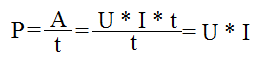 P = A/t = U * I * t/t = U * I